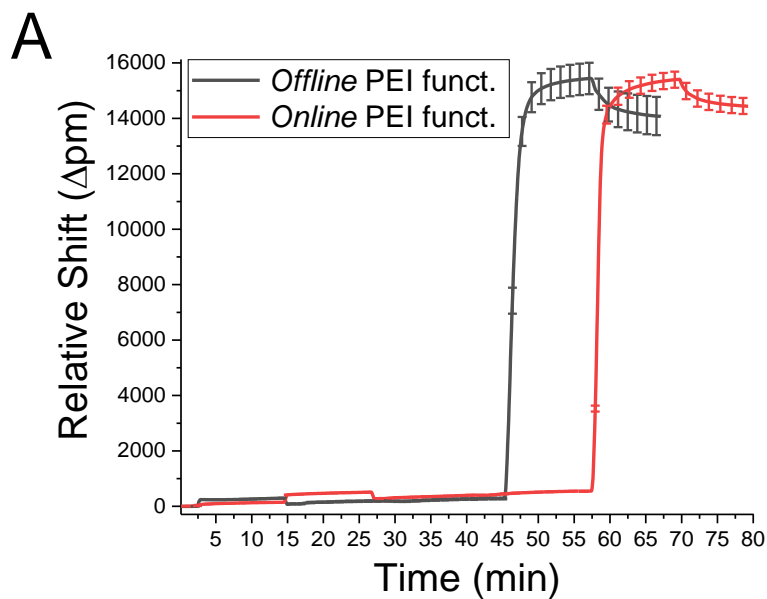 A
Offline PEI funct.
Online PEI funct.
Relative Shift (Δpm)
16000
14000
12000
10000
8000
6000
4000
2000
0
5 10 15 20 25 30 35 40 45 50 55 60 65 70 75 80
Time (min)